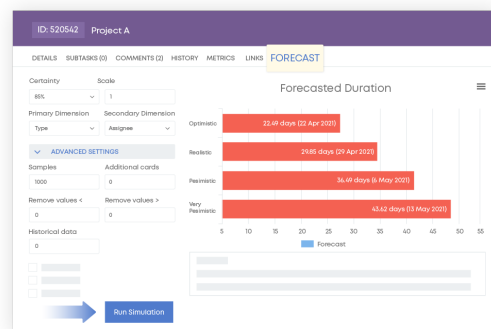 ID: 520542 Project A
DETAILS SUBTASKS (0) COMMENTS (2) HISTORY METRICS LINKS FORECAST
Certainty Scale
85% 1
Primary Dimension Secondary Dimension
Type Assignee
ADVANCED SETTINGS
Samples Additional cards
1000 0
Remove values < Remove values >
0 0
Historical data
0
Run Simulation
Forecasted Duration
Optimistic 22.49 days (22 Apr 2021)
Realistic 29.85 days (29 Apr 2021)
Pesimistic 36.49 days (6 May 2021)
Very
Pesimistic
43.62 days (13 May 2021)
5 10 15 20 25 30 35 40 45 50 55
Forecast